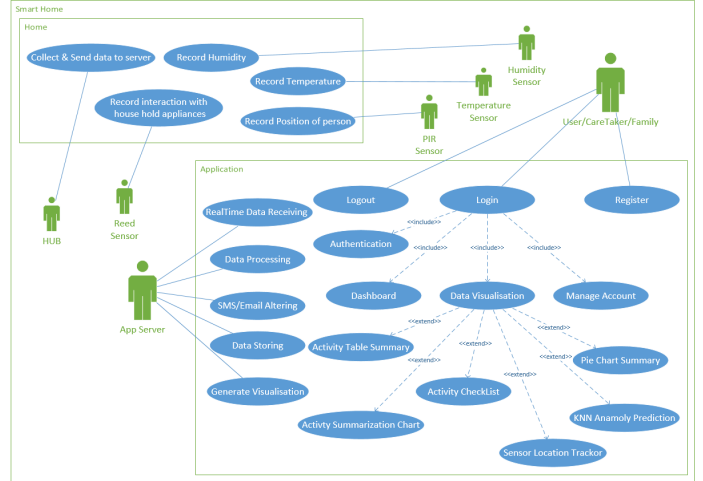 Smart Home
Home
Collect & Send data to server
Record Humidity
Record Temperature
Record interaction with
house hold appliances
Record Position of person
Humidity
Sensor
Temperature
Sensor
PIR
Sensor
User/CareTaker/Family
HUB
Reed
Sensor
Application
Logout
Login
Register
RealTime Data Receiving
<<include>>
Authentication
<<include>>
<<include>>
<<include>>
Data Processing
Dashboard
Data Visualisation
Manage Account
SMS/Email Altering
App Server
<<extend>>
<<extend>>
Data Storing
Activity Table Summary
<<extend>>
<<extend>>
<<extend>>
Pie Chart Summary
<<extend>>
Generate Visualisation
Activity CheckList
Activty Summarization Chart
KNN Anamoly Prediction
Sensor Location Trackor